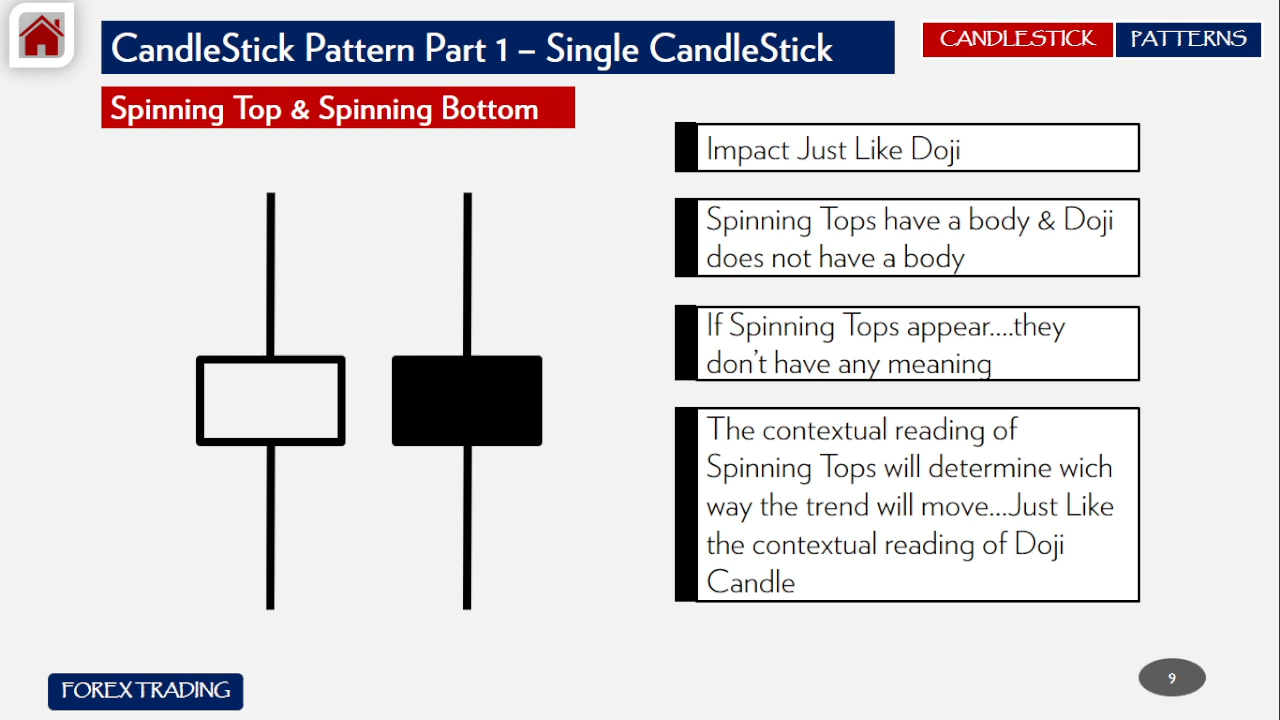 CandleStick Pattern Part 1 – Single CandleStick
CANDLESTICK PATTERNS
Spinning Top & Spinning Bottom
Impact Just Like Doji
Spinning Tops have a body & Doji
does not have a body
If Spinning Tops appear....they
don't have any meaning
The contextual reading of
Spinning Tops will determine wich
way the trend will move...Just Like
the contextual reading of Doji
Candle
FOREX TRADING
9